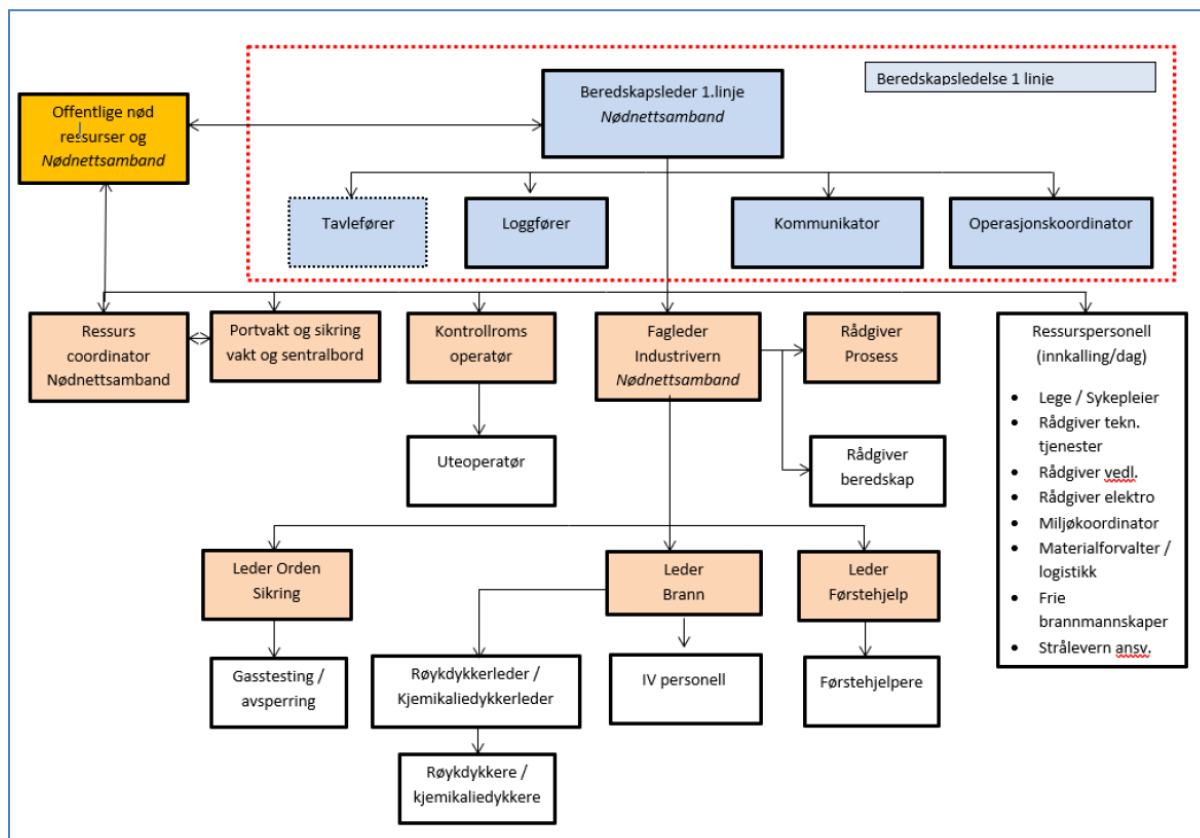 Beredskapsledelse 1 linje
Beredskapsleder 1.linje
Nødnettsamband
Offentlige nød
ressurser og
Nødnettsamband
Tavlefører
Loggfører
Kommunikator
Operasjonskoordinator
Ressurs
coordinator
Nødnettsamband
Portvakt og sikring
vakt og sentralbord
Kontrollroms
operatør
Fagleder
Industrivern
Nødnettsamband
Rådgiver
Prosess
Ressurspersonell
(innkalling/dag)
• Lege / Sykepleier
• Rådgiver tekn.
tjenester
• Rådgiver vedl.
• Rådgiver elektro
• Miljøkoordinator
• Materialforvalter /
logistikk
• Frie
brannmannskaper
• Strålevern ansv.
Uteoperatør
Rådgiver
beredskap
Leder Orden
Sikring
Leder
Brann
Leder
Førstehjelp
Gasstesting /
avsperring
Røykdykkerleder /
Kjemikaliedykkerleder
IV personell
Førstehjelpere
Røykdykkere /
kjemikaliedykkere